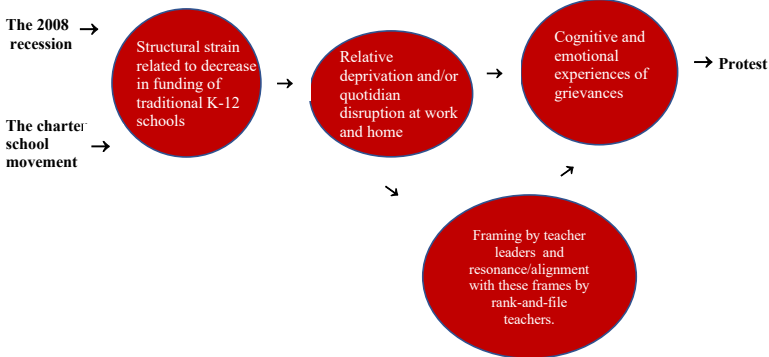 The 2008
recession
The charter
school
movement
Structural strain
related to decrease
in funding of
traditional K-12
schools
Relative
deprivation and/or
quotidian
disruption at work
and home
Cognitive and
emotional
experiences of
grievances
Protest
Framing by teacher
leaders and
resonance/alignment
with these frames by
rank-and-file
teachers.